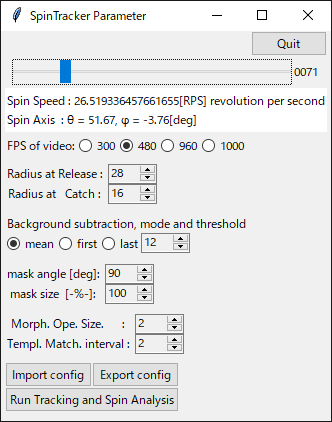 SpinTracker Parameter
Quit
0071
Spin Speed : 26.519336457661655[RPS] revolution per second
Spin Axis : θ = 51.67, φ = -3.76[deg]
FPS of video: 300 480 960 1000
Radius at Release : 28
Radius at Catch : 16
Background subtraction, mode and threshold
mean first last 12
mask angle [deg]: 90
mask size [-%-]: 100
Morph. Ope. Size. : 2
Templ. Match. interval : 2
Import config Export config
Run Tracking and Spin Analysis